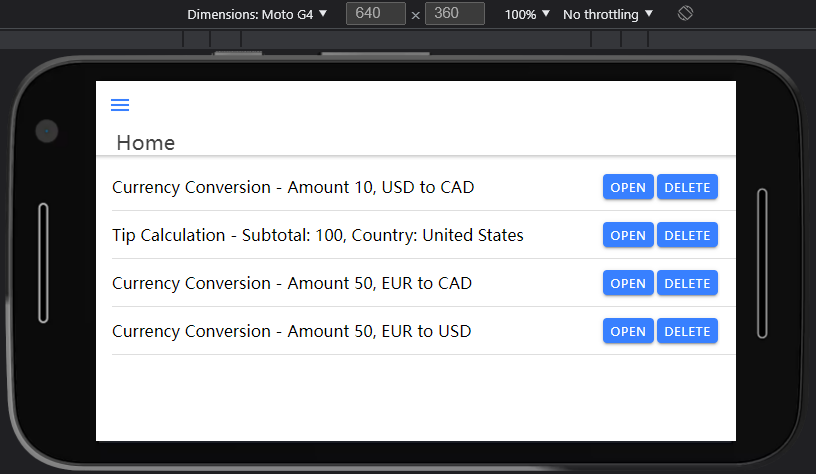 Dimensions: Moto G4 ▼ 640 × 360 100% ▼ No throttling ▼
Home
Currency Conversion - Amount 10, USD to CAD OPEN DELETE
Tip Calculation - Subtotal: 100, Country: United States OPEN DELETE
Currency Conversion - Amount 50, EUR to CAD OPEN DELETE
Currency Conversion - Amount 50, EUR to USD OPEN DELETE